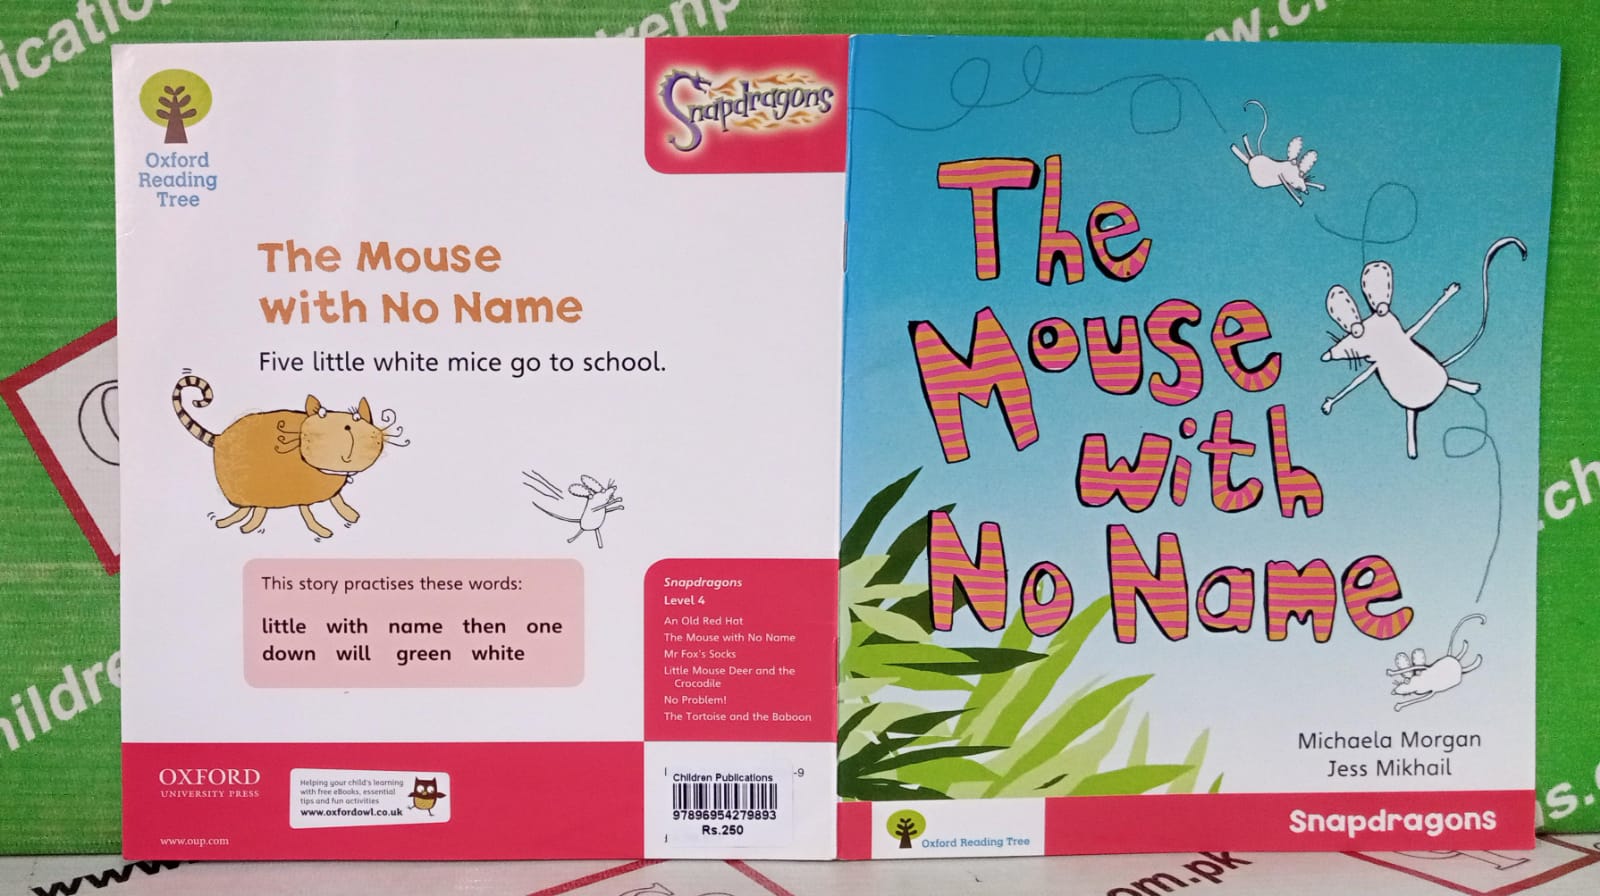 Oxford
Reading
Tree
Snapdragons
The Mouse
with No Name
Five little white mice go to school.
This story practises these words:
little with name then one
down will green white
Snapdragons
Level 4
An Old Red Hat
The Mouse with No Name
Mr Fox's Socks
Little Mouse Deer and the
Crocodile
No Problem!
The Tortoise and the Baboon
OXFORD
UNIVERSITY PRESS
www.oup.com
Helping your child's learning
with free eBooks, essential
tips and fun activities
www.oxfordowl.co.uk
-9
Children Publications
97896954279893
Rs.250
The
Mouse
with
No Name
Michaela Morgan
Jess Mikhail
Oxford Reading Tree
Snapdragons